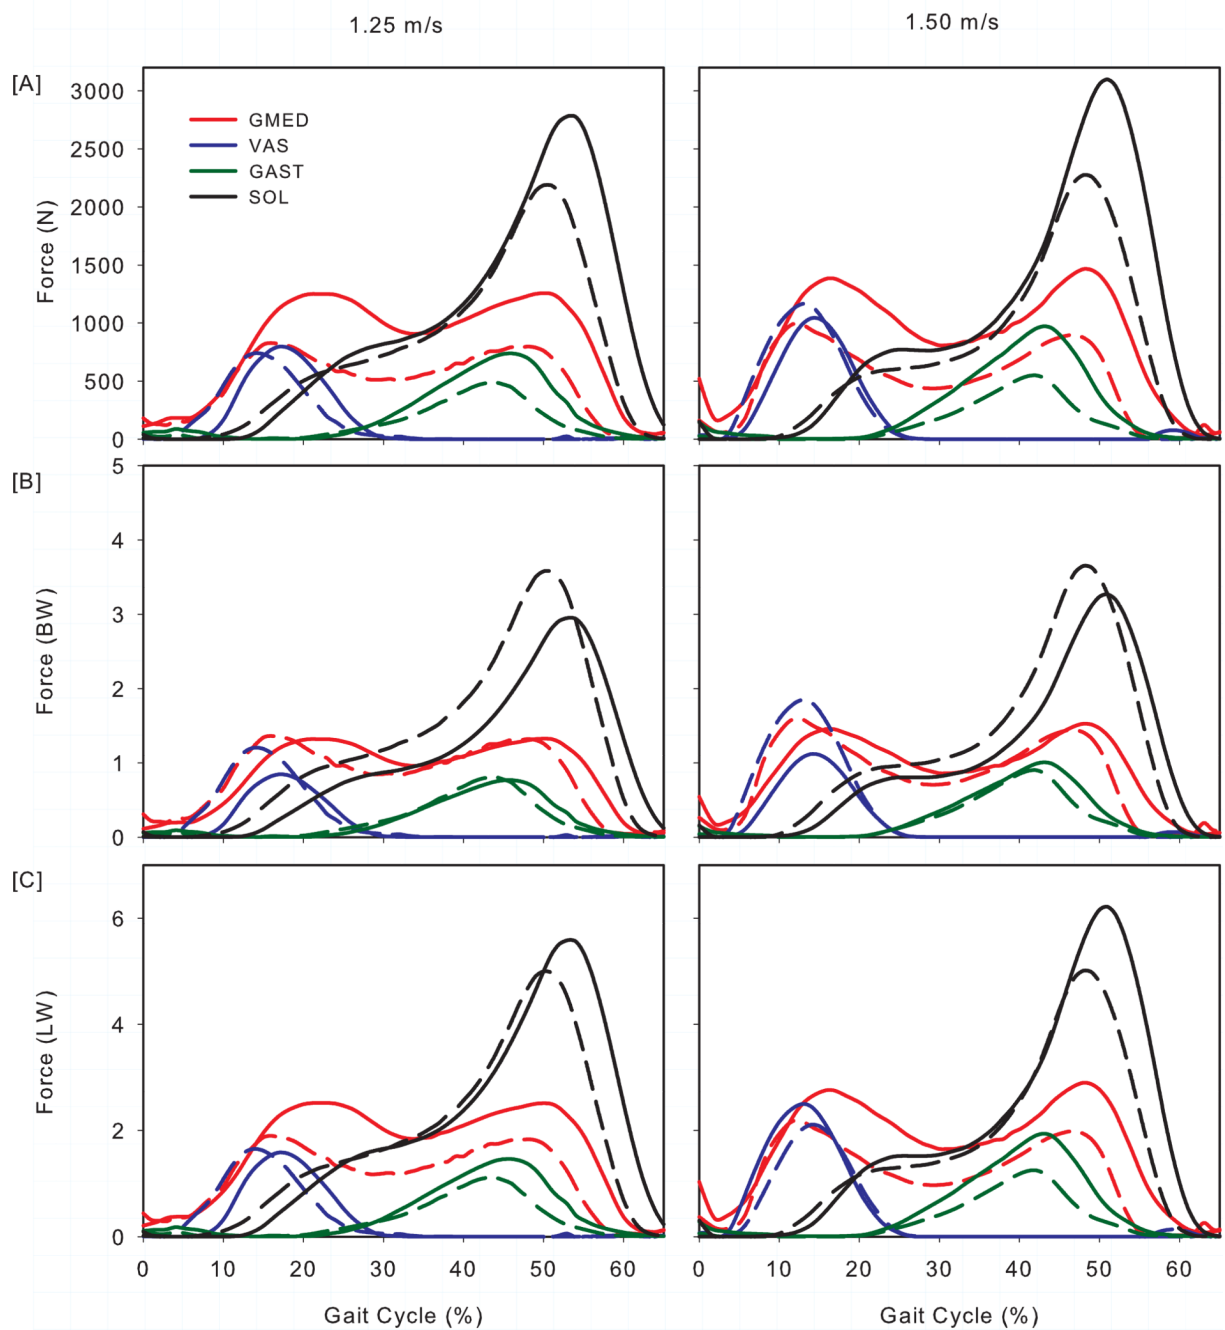 1.25 m/s
1.50 m/s
[A]
3000
2500
2000
1500
1000
500
0
Force (N)
GMED
VAS
GAST
SOL
[B]
5
4
3
2
1
0
Force (BW)
[C]
6
4
2
0
Force (LW)
0 10 20 30 40 50 60
0 10 20 30 40 50 60
Gait Cycle (%)
Gait Cycle (%)